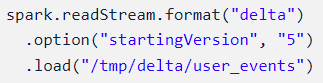 spark.readStream.format("delta")
  .option("startingVersion", "5")
  .load("/tmp/delta/user_events")